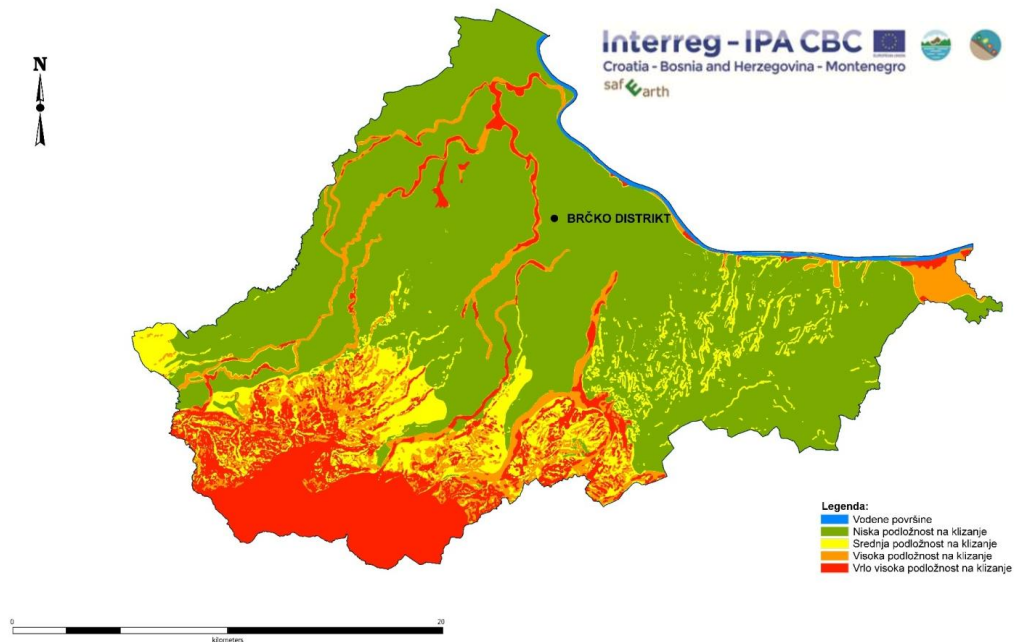 N
Interreg - IPA CBC
Croatia - Bosnia and Herzegovina - Montenegro
safEarth
BRČKO DISTRIKT
Legenda:
Vodene površine
Niska podložnost na klizanje
Srednja podložnost na klizanje
Visoka podložnost na klizanje
Vrlo visoka podložnost na klizanje
0 20
kilometers